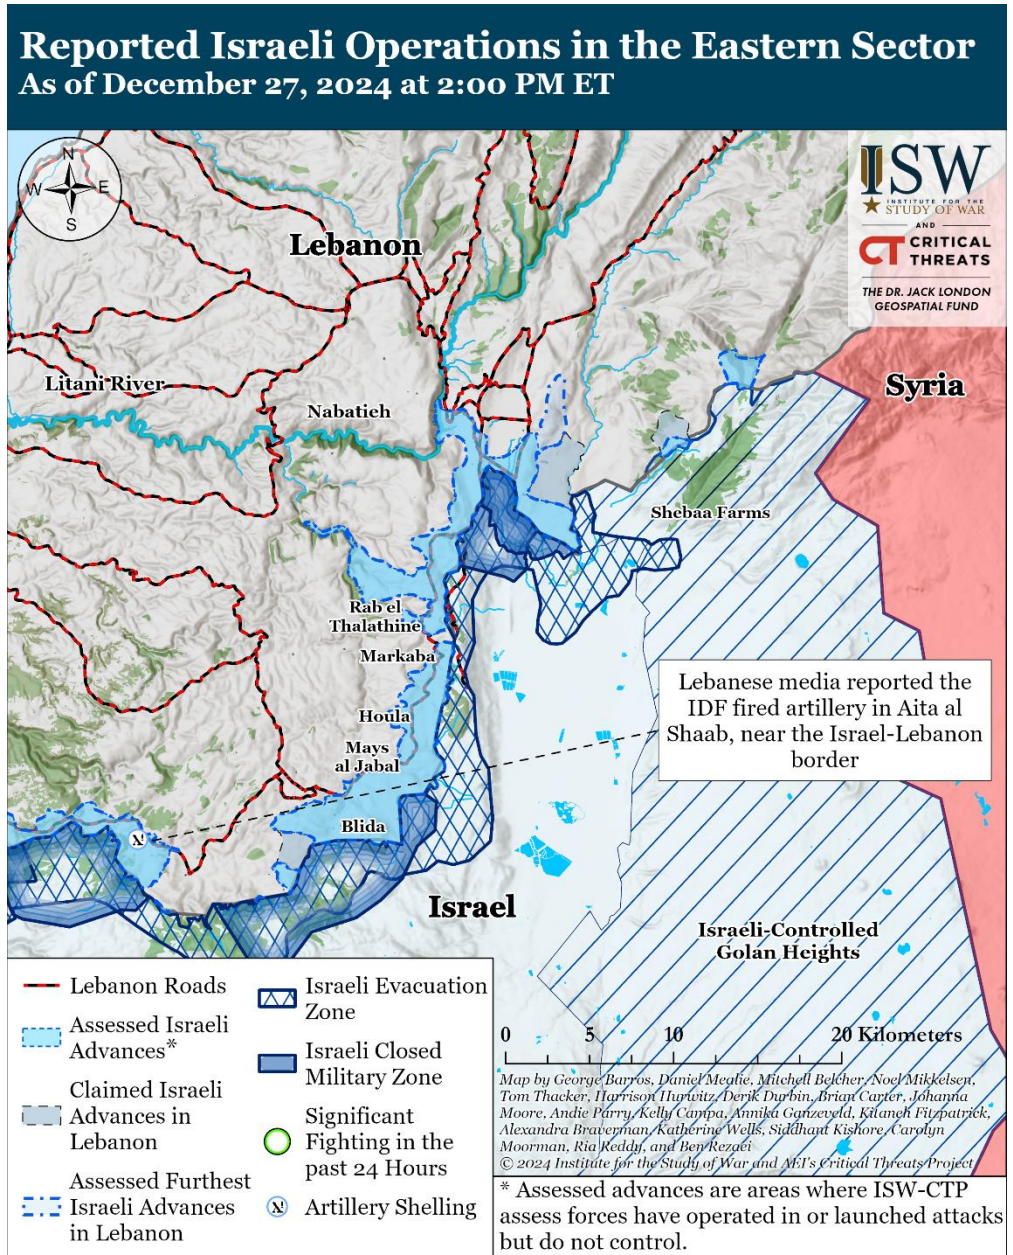 Reported Israeli Operations in the Eastern Sector
As of December 27, 2024 at 2:00 PM ET
N
W
E
S
ISW
INSTITUTE FOR THE
STUDY OF WAR
AND
CT CRITICAL
THREATS
THE DR. JACK LONDON
GEOSPATIAL FUND
Lebanon
Syria
Litani River
Nabatieh
Shebaa Farms
Rab el
Thalathine
Markaba
Houla
Mays
al Jabal
Blida
Lebanese media reported the
IDF fired artillery in Aita al
Shaab, near the Israel-Lebanon
border
Israel
Israeli-Controlled
Golan Heights
Lebanon Roads
Assessed Israeli
Advances*
Claimed Israeli
Advances in
Lebanon
Assessed Furthest
Israeli Advances
in Lebanon
Israeli Evacuation
Zone
Israeli Closed
Military Zone
Significant
Fighting in the
past 24 Hours
Artillery Shelling
0 5 10 20 Kilometers
Map by George Barros, Daniel Mealie, Mitchell Belcher, Noel Mikkelsen,
Tom Thacker, Harrison Hurwitz, Derik Durbin, Brian Carter, Johanna
Moore, Andie Parry, Kelly Campa, Annika Ganzeveld, Kitaneh Fitzpatrick,
Alexandra Braverman, Katherine Wells, Siddhant Kishore, Carolyn
Moorman, Ria Reddy, and Ben Rezaei
© 2024 Institute for the Study of War and AEI's Critical Threats Project
* Assessed advances are areas where ISW-CTP
assess forces have operated in or launched attacks
but do not control.